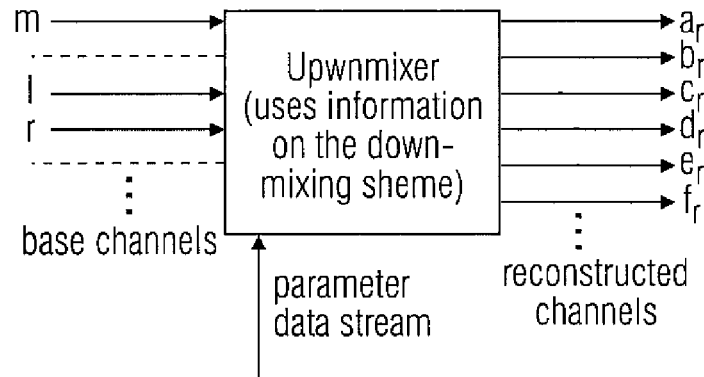 m
l
r
base channels
Upwnmixer
(uses information
on the down-
mixing sheme)
parameter
data stream
a_r
b_r
c_r
d_r
e_r
f_r
reconstructed
channels